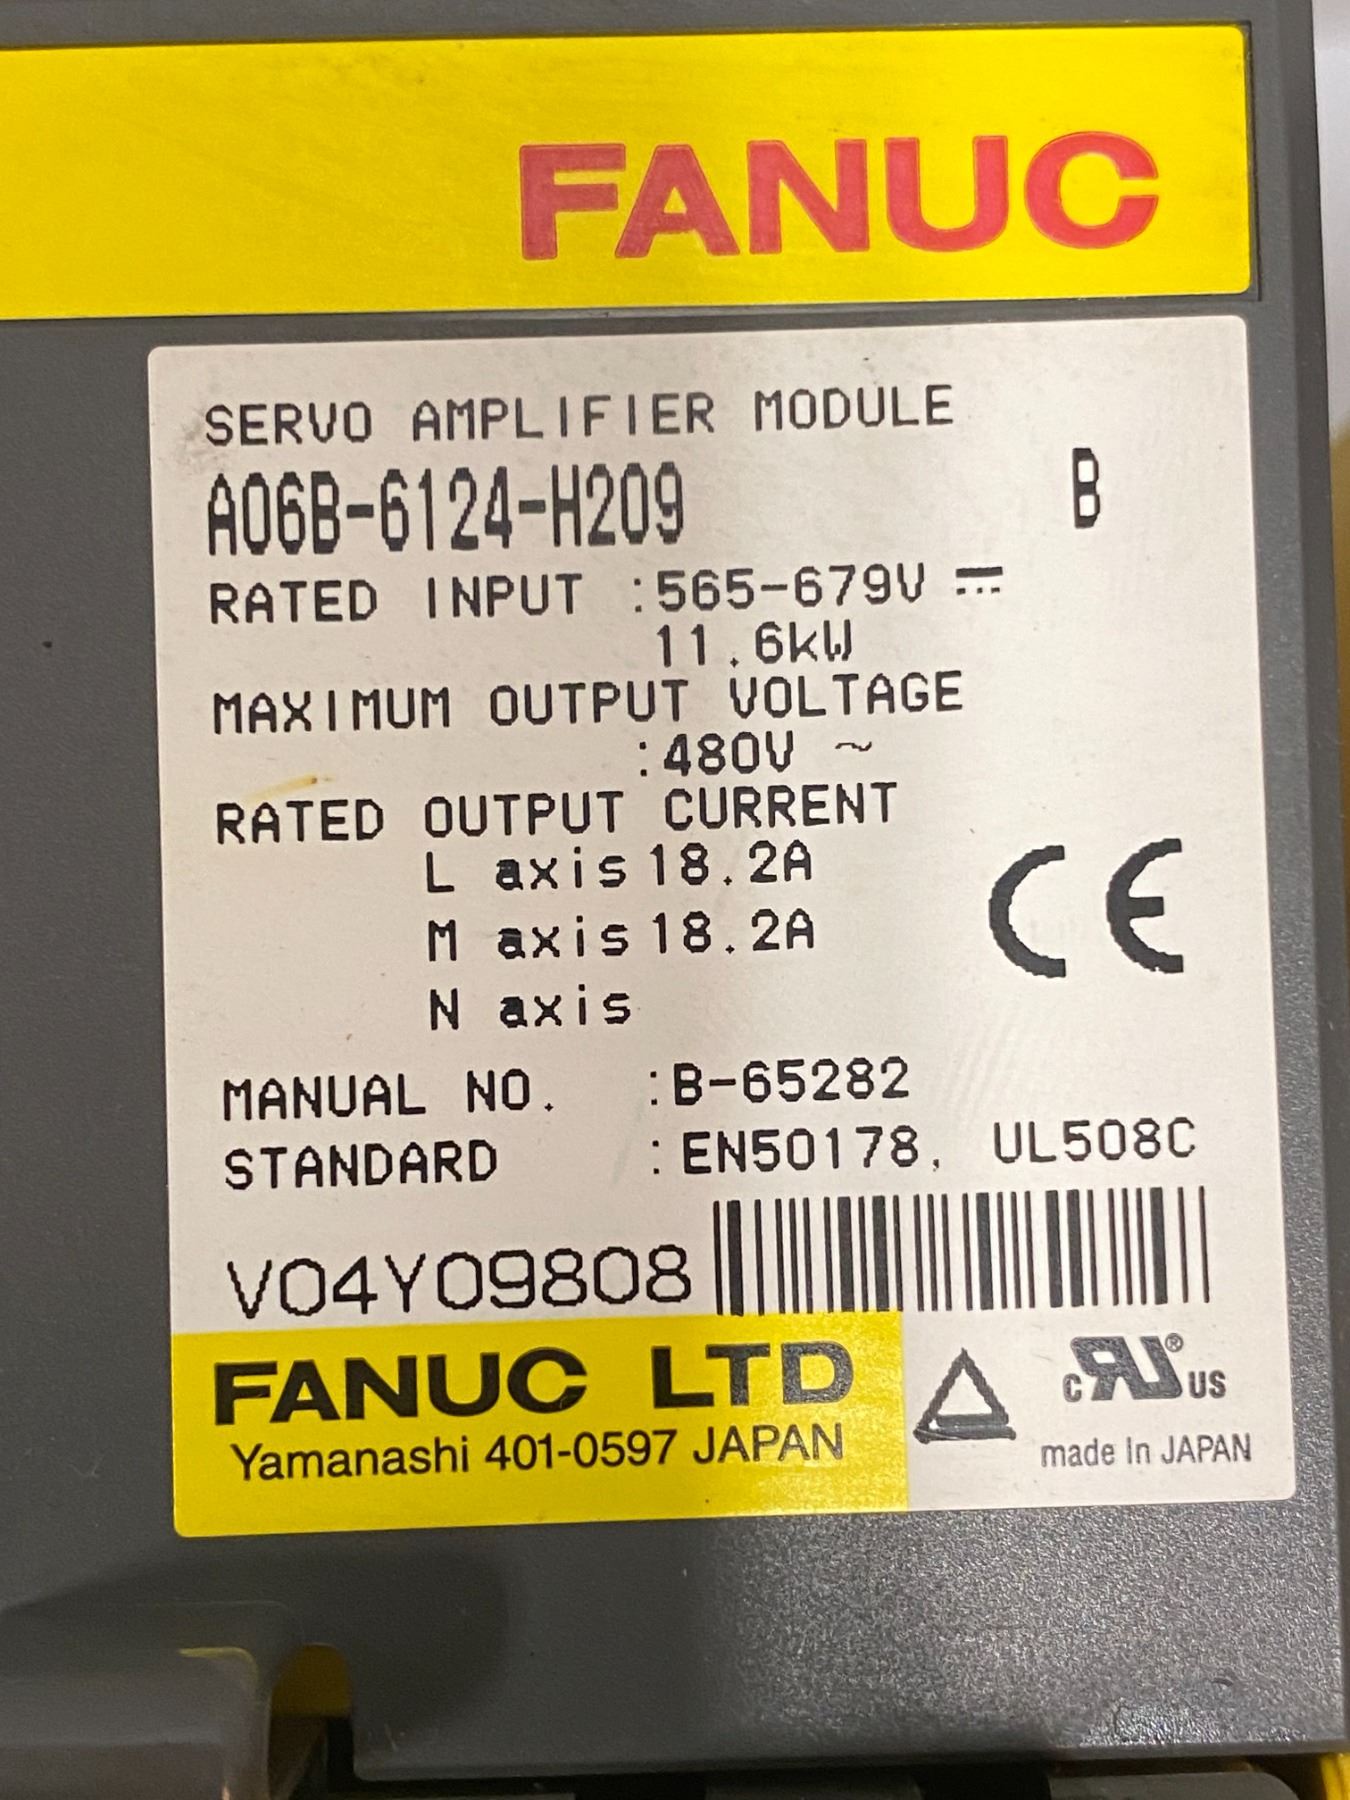 FANUC
SERVO AMPLIFIER MODULE
A06B-6124-H209 B
RATED INPUT :565-679V ⎓
11.6kW
MAXIMUM OUTPUT VOLTAGE
:480V ~
RATED OUTPUT CURRENT
L axis 18.2A
M axis 18.2A
N axis
CE
MANUAL NO. :B-65282
STANDARD :EN50178, UL508C
V04Y09808
FANUC LTD
Yamanashi 401-0597 JAPAN
c RU ® US
made in JAPAN